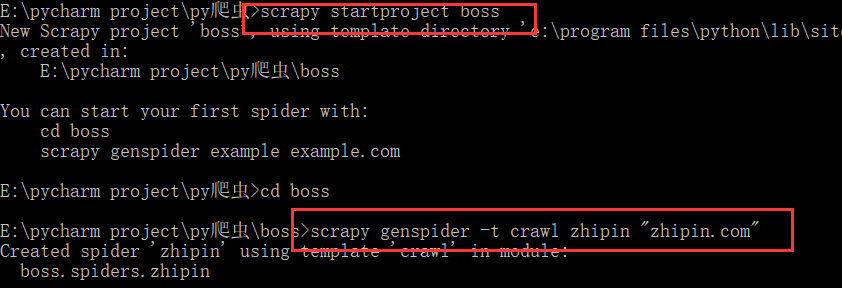 E:\pycharm project\py爬虫>scrapy startproject boss
New Scrapy project 'boss', using template directory 'e:\program files\python\lib\site
, created in:
    E:\pycharm project\py爬虫\boss
You can start your first spider with:
    cd boss
    scrapy genspider example example.com
E:\pycharm project\py爬虫>cd boss
E:\pycharm project\py爬虫\boss>scrapy genspider -t crawl zhipin "zhipin.com"
Created spider 'zhipin' using template 'crawl' in module:
  boss.spiders.zhipin